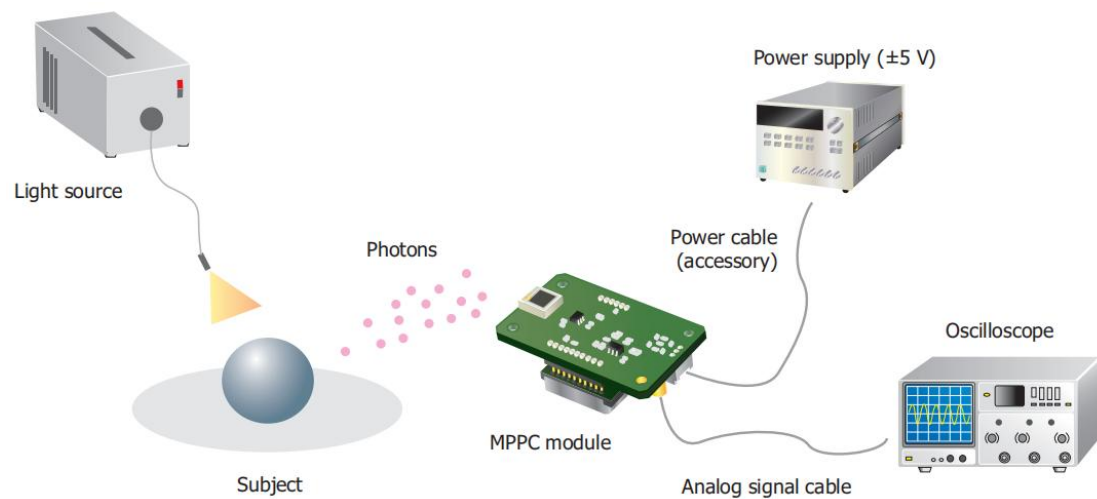 Power supply (±5 V)
Light source
Photons
Power cable
(accessory)
Oscilloscope
MPPC module
Subject
Analog signal cable